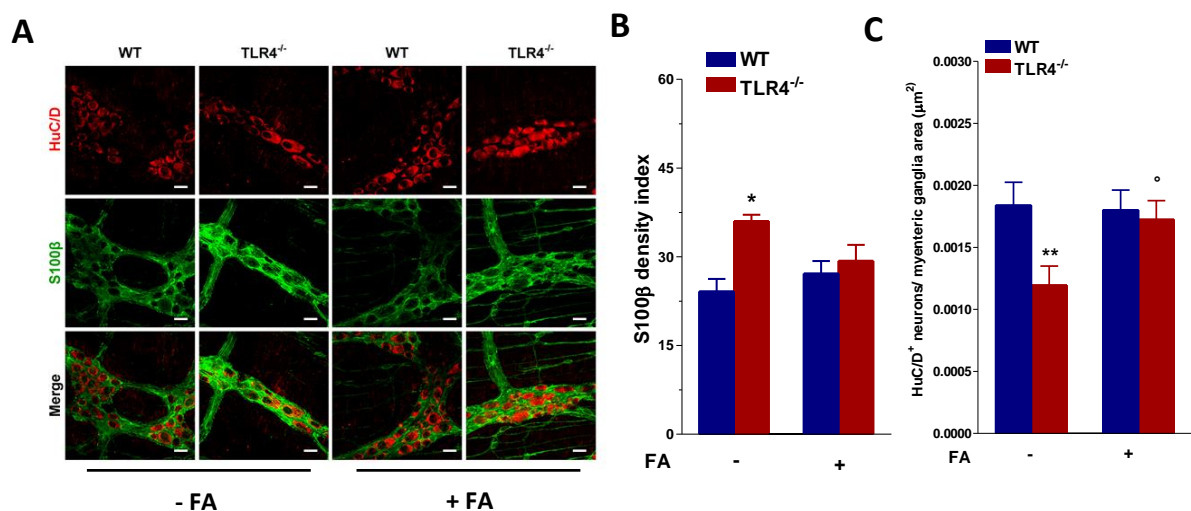 A
WT
TLR4-/-
WT
TLR4-/-
HuC/D
S100β
Merge
- FA
+ FA
B
WT
TLR4-/-
S100β density index
60
45
30
15
0
*
FA
-
+
C
WT
TLR4-/-
HuC/D+ neurons/ myenteric ganglia area (μm2)
0.0030
0.0025
0.0020
0.0015
0.0010
0.0005
0.0000
**
°
FA
-
+